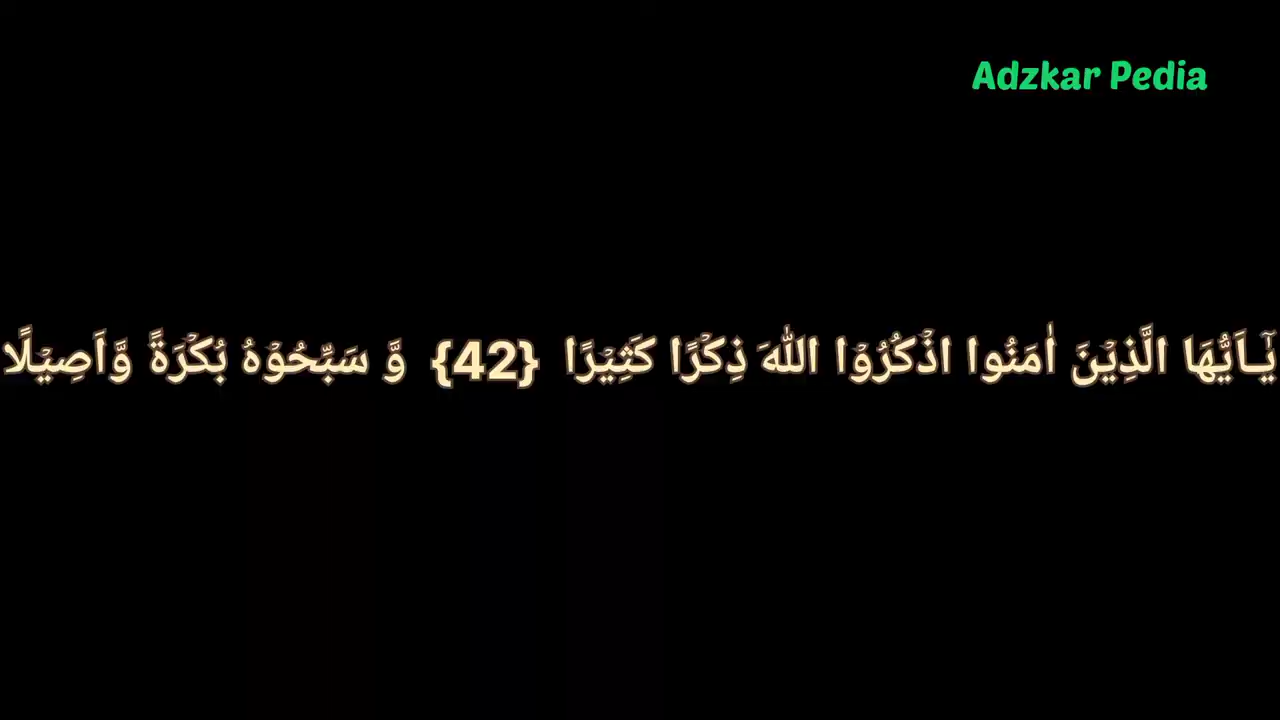 Adzkar Pedia
يٰۤـاَيُّهَا الَّذِيْنَ اٰمَنُوا اذْكُرُوْا اللّٰهَ ذِكْرًا كَثِيْرًا {42} وَّ سَبِّحُوْهُ بُكْرَةً وَّاَصِيْلًا